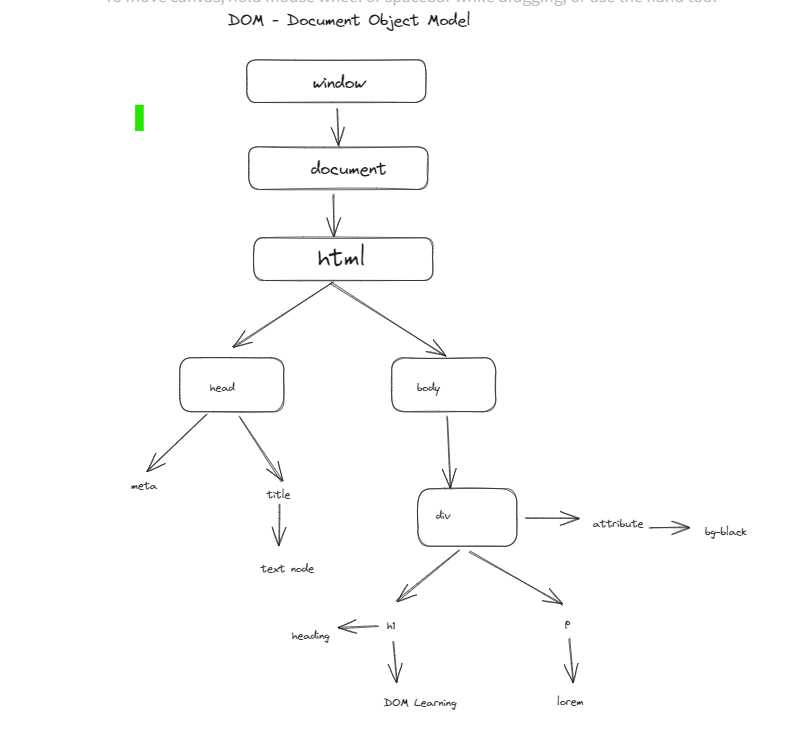 To move canvas, hold mouse wheel or spacebar while dragging, or use the hand tool
DOM - Document Object Model
window
document
html
head
body
meta
title
div
attribute
bg-black
text node
heading
h1
p
DOM Learning
lorem